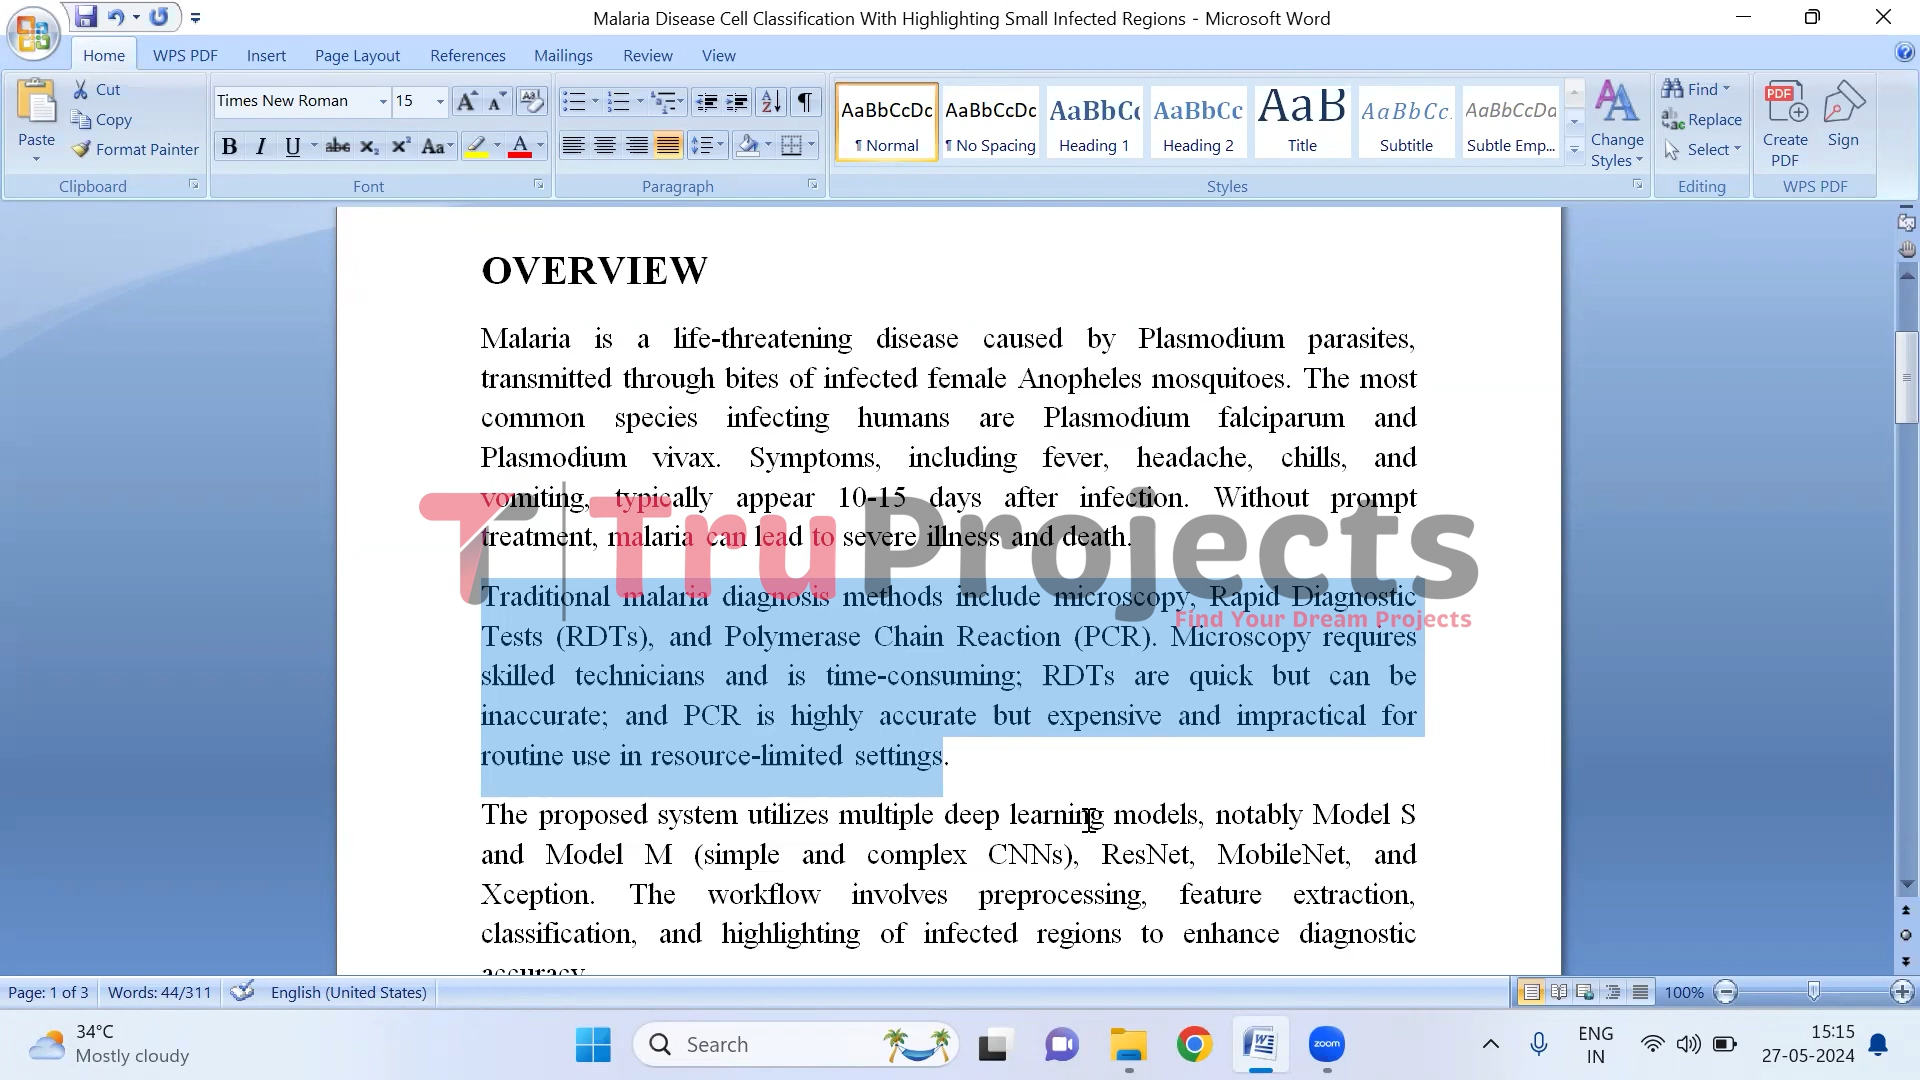 Malaria Disease Cell Classification With Highlighting Small Infected Regions - Microsoft Word
Home WPS PDF Insert Page Layout References Mailings Review View
Paste
Cut
Copy
Format Painter
Clipboard
Times New Roman 15
Font
Paragraph
AaBbCcDc AaBbCcDc AaBbC AaBbCc AaB AaBbCc. AaBbCcDc
¶ Normal ¶ No Spacing Heading 1 Heading 2 Title Subtitle Subtle Emp...
Change
Styles
Styles
Find
Replace
Select
Editing
Create
PDF
Sign
WPS PDF
OVERVIEW
Malaria is a life-threatening disease caused by Plasmodium parasites,
transmitted through bites of infected female Anopheles mosquitoes. The most
common species infecting humans are Plasmodium falciparum and
Plasmodium vivax. Symptoms, including fever, headache, chills, and
vomiting, typically appear 10-15 days after infection. Without prompt
treatment, malaria can lead to severe illness and death.
TruProjects
Find Your Dream Projects
Traditional malaria diagnosis methods include microscopy, Rapid Diagnostic
Tests (RDTs), and Polymerase Chain Reaction (PCR). Microscopy requires
skilled technicians and is time-consuming; RDTs are quick but can be
inaccurate; and PCR is highly accurate but expensive and impractical for
routine use in resource-limited settings.
The proposed system utilizes multiple deep learning models, notably Model S
and Model M (simple and complex CNNs), ResNet, MobileNet, and
Xception. The workflow involves preprocessing, feature extraction,
classification, and highlighting of infected regions to enhance diagnostic
accuracy.
Page: 1 of 3 Words: 44/311 English (United States) 100%
34°C
Mostly cloudy
Search
zoom
ENG
IN
15:15
27-05-2024